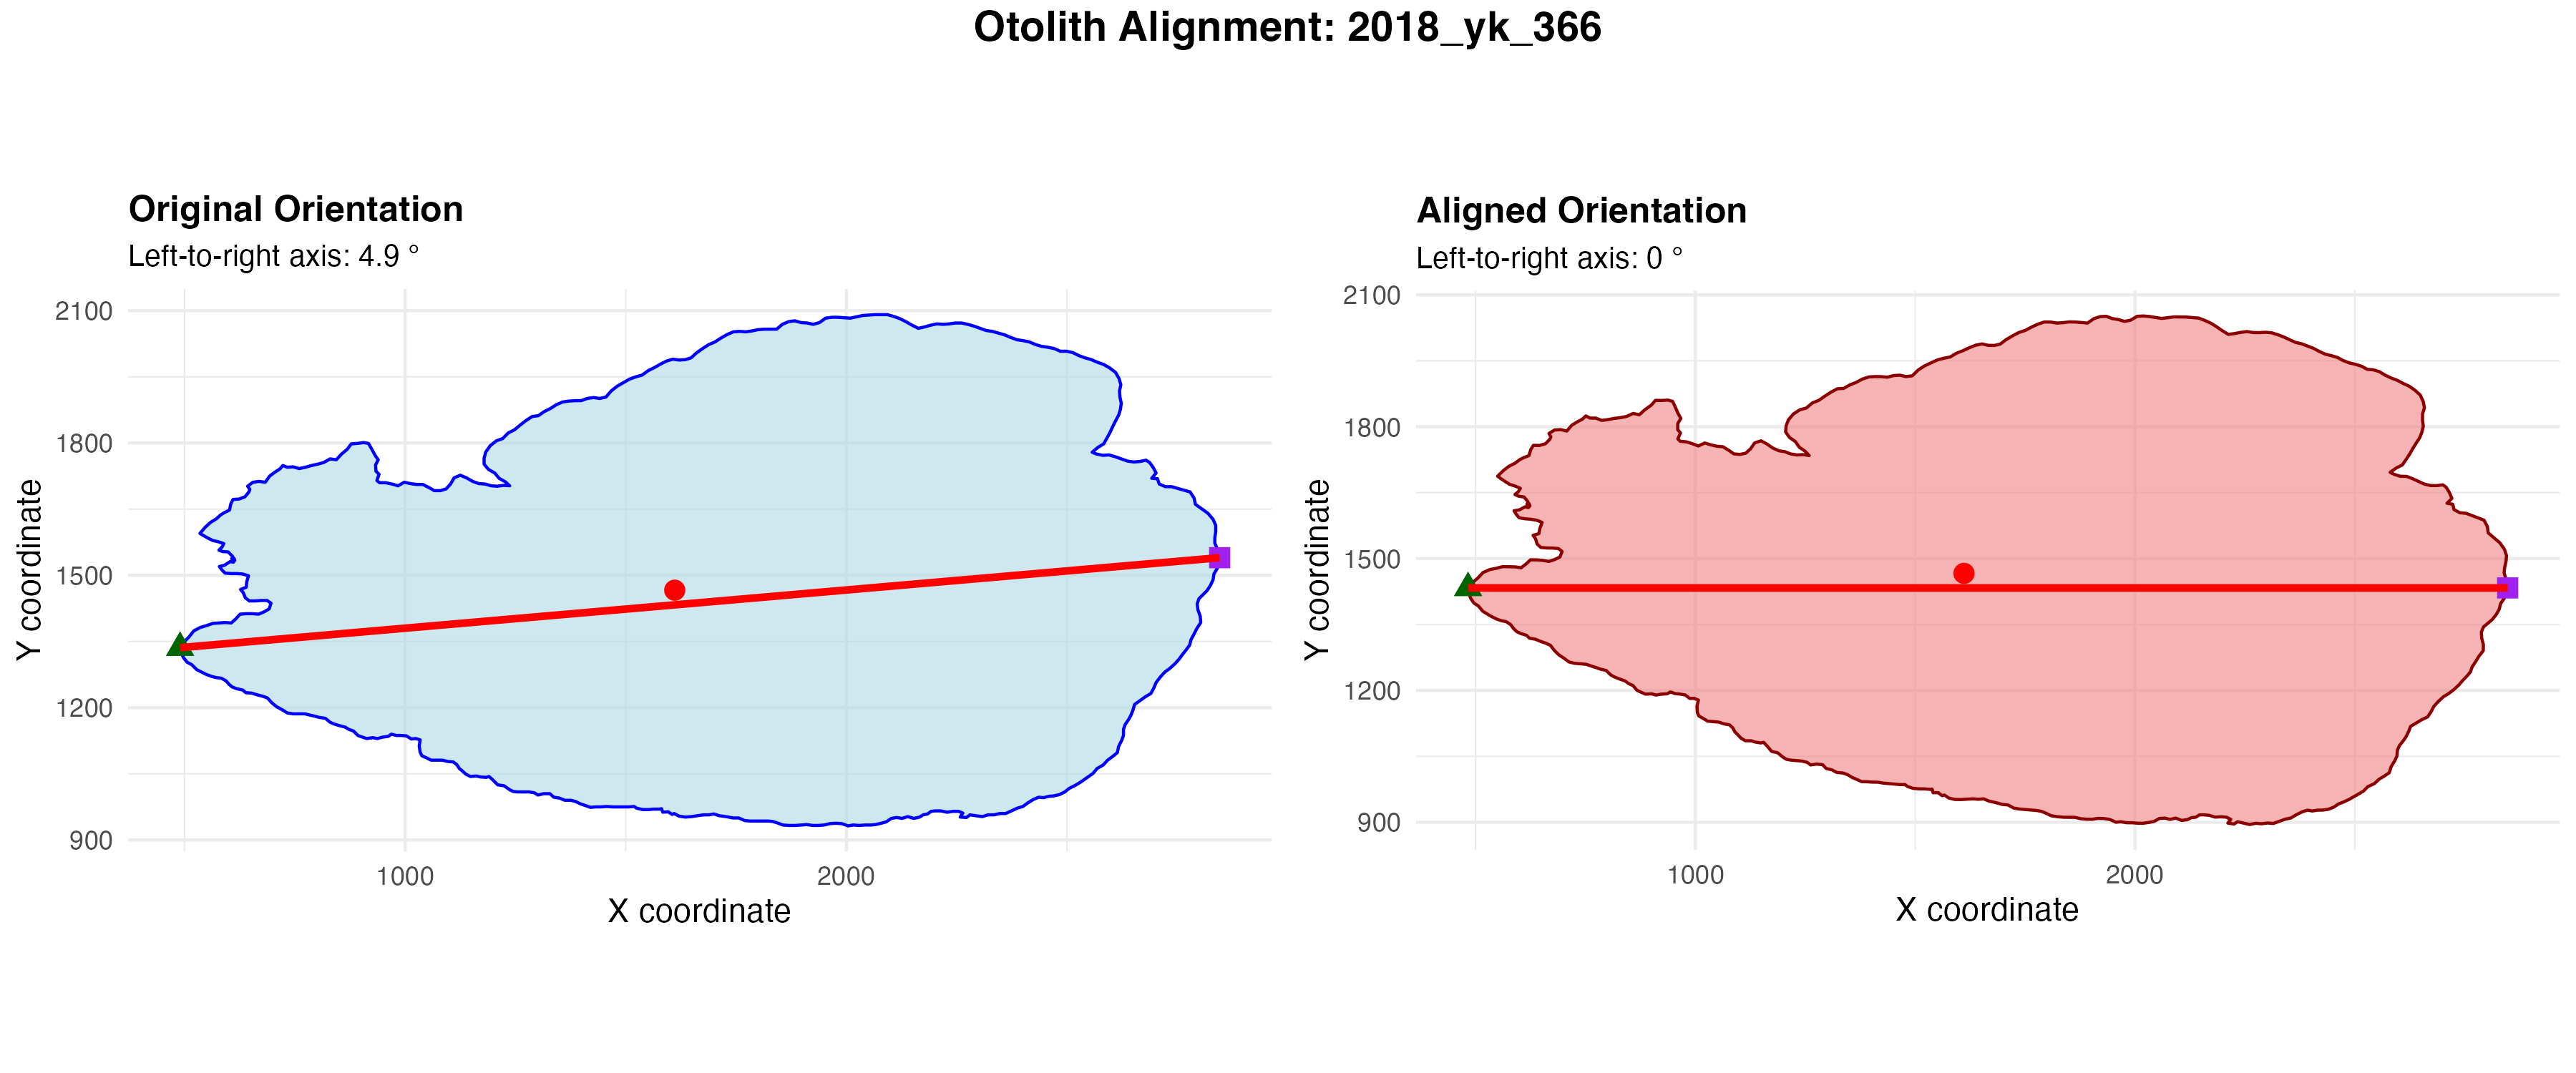 Otolith Alignment: 2018_yk_366
Original Orientation
Left-to-right axis: 4.9 °
2100
1800
1500
1200
900
Y coordinate
1000
2000
X coordinate
Aligned Orientation
Left-to-right axis: 0 °
2100
1800
1500
1200
900
Y coordinate
1000
2000
X coordinate